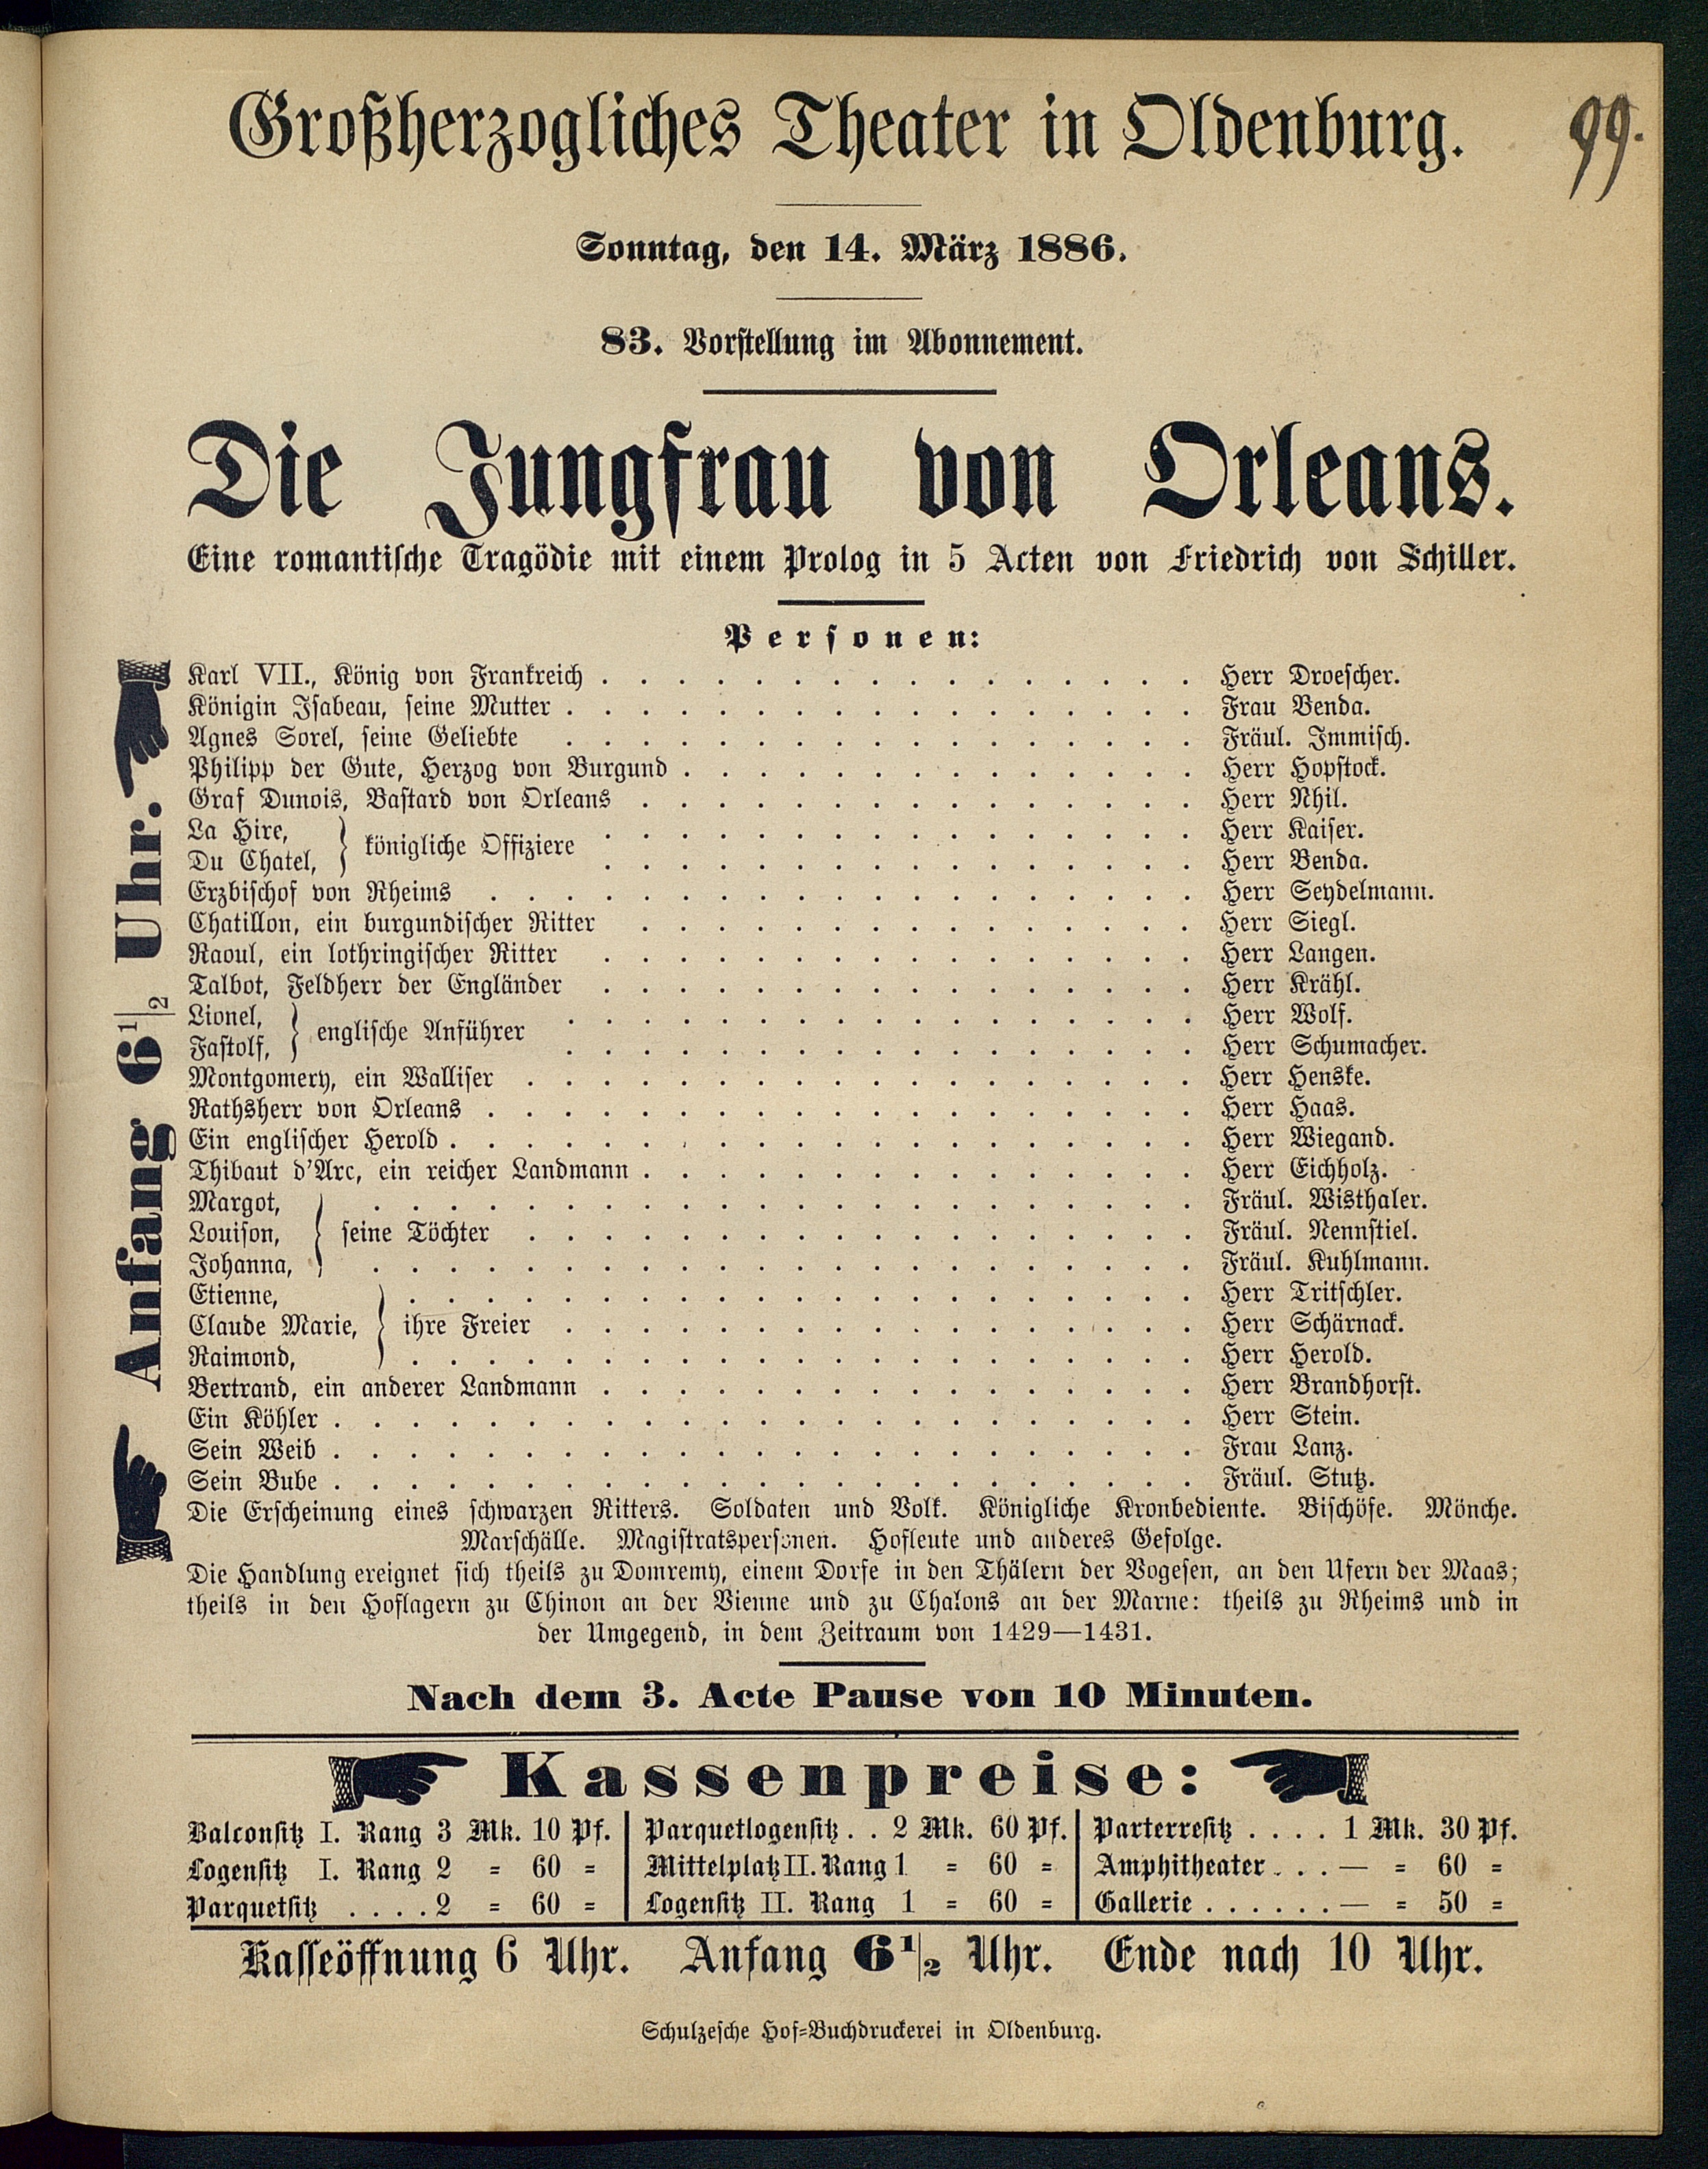 Großherzogliches Theater in Oldenburg.
99.
Sonntag, den 14. März 1886.
83. Vorstellung im Abonnement.
Die Jungfrau von Orleans.
Eine romantische Tragödie mit einem Prolog in 5 Acten von Friedrich von Schiller.
Personen:
Anfang 6 1/2 Uhr.
Karl VII., König von Frankreich . . . . . . . . . . . . . . . . Herr Droescher.
Königin Isabeau, seine Mutter . . . . . . . . . . . . . . . . . Frau Benda.
Agnes Sorel, seine Geliebte . . . . . . . . . . . . . . . . . Fräul. Immisch.
Philipp der Gute, Herzog von Burgund . . . . . . . . . . . . . . Herr Hopstock.
Graf Dunois, Bastard von Orleans . . . . . . . . . . . . . . . Herr Nhil.
La Hire, } königliche Offiziere . . . . . . . . . . . . . . . . Herr Kaiser.
Du Chatel, . . . . . . . . . . . . . . . . Herr Benda.
Erzbischof von Rheims . . . . . . . . . . . . . . . . . . . Herr Seydelmann.
Chatillon, ein burgundischer Ritter . . . . . . . . . . . . . . . Herr Siegl.
Raoul, ein lothringischer Ritter . . . . . . . . . . . . . . . . Herr Langen.
Talbot, Feldherr der Engländer . . . . . . . . . . . . . . . . Herr Krähl.
Lionel, } englische Anführer . . . . . . . . . . . . . . . . . Herr Wolf.
Fastolf, . . . . . . . . . . . . . . . . . Herr Schumacher.
Montgomery, ein Walliser . . . . . . . . . . . . . . . . . . Herr Henske.
Rathsherr von Orleans . . . . . . . . . . . . . . . . . . . Herr Haas.
Ein englischer Herold . . . . . . . . . . . . . . . . . . . . Herr Wiegand.
Thibaut d'Arc, ein reicher Landmann . . . . . . . . . . . . . . . Herr Eichholz.
Margot, . . . . . . . . . . . . . . . . . . . . . . Fräul. Wisthaler.
Louison, } seine Töchter . . . . . . . . . . . . . . . . . . Fräul. Nennstiel.
Johanna, . . . . . . . . . . . . . . . . . . . . . . Fräul. Kuhlmann.
Etienne, . . . . . . . . . . . . . . . . . . . . . Herr Tritschler.
Claude Marie, } ihre Freier . . . . . . . . . . . . . . . . . Herr Schärnack.
Raimond, . . . . . . . . . . . . . . . . . . . . . Herr Herold.
Bertrand, ein anderer Landmann . . . . . . . . . . . . . . . . Herr Brandhorst.
Ein Köhler . . . . . . . . . . . . . . . . . . . . . . . Herr Stein.
Sein Weib . . . . . . . . . . . . . . . . . . . . . . . Frau Lanz.
Sein Bube . . . . . . . . . . . . . . . . . . . . . . . Fräul. Stutz.
Die Erscheinung eines schwarzen Ritters. Soldaten und Volk. Königliche Kronbediente. Bischöfe. Mönche.
Marschälle. Magistratspersonen. Hofleute und anderes Gefolge.
Die Handlung ereignet sich theils zu Domremy, einem Dorfe in den Thälern der Vogesen, an den Ufern der Maas;
theils in den Hoflagern zu Chinon an der Vienne und zu Chalons an der Marne: theils zu Rheims und in
der Umgegend, in dem Zeitraum von 1429—1431.
Nach dem 3. Acte Pause von 10 Minuten.
Kassenpreise:
Balconsitz I. Rang 3 Mk. 10 Pf. | Parquetlogensitz . . 2 Mk. 60 Pf. | Parterresitz . . . . 1 Mk. 30 Pf.
Logensitz I. Rang 2 = 60 = | Mittelplatz II. Rang 1 = 60 = | Amphitheater . . . — = 60 =
Parquetsitz . . . . 2 = 60 = | Logensitz II. Rang 1 = 60 = | Gallerie . . . . . . — = 50 =
Kasseöffnung 6 Uhr. Anfang 6 1/2 Uhr. Ende nach 10 Uhr.
Schulzesche Hof=Buchdruckerei in Oldenburg.